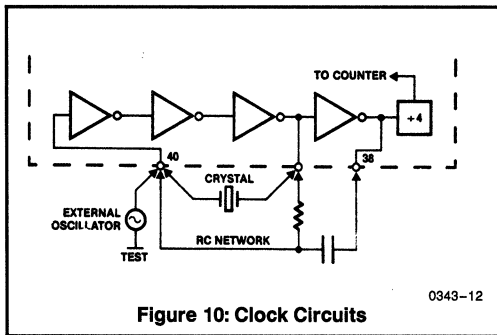 TO COUNTER
÷4
40
38
CRYSTAL
EXTERNAL
OSCILLATOR
TEST
RC NETWORK
0343-12
Figure 10: Clock Circuits